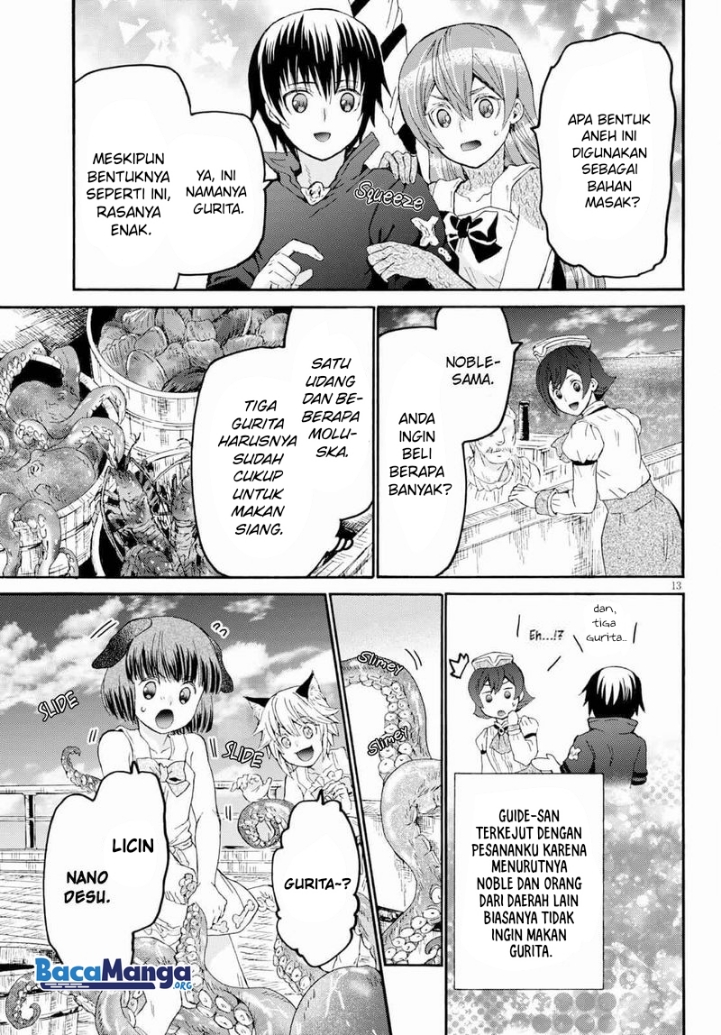 APA BENTUK
ANEH INI
DIGUNAKAN
SEBAGAI
BAHAN
MASAK?
Squeeze
YA, INI
NAMANYA
GURITA.
MESKIPUN
BENTUKNYA
SEPERTI INI,
RASANYA
ENAK.
NOBLE-
SAMA.
ANDA
INGIN
BELI
BERAPA
BANYAK?
SATU
UDANG
DAN BE-
BERAPA
MOLU-
SKA.
TIGA
GURITA
HARUSNYA
SUDAH
CUKUP
UNTUK
MAKAN
SIANG.
13
dan,
tiga
Gurita..
Eh...!?
GUIDE-SAN
TERKEJUT DENGAN
PESANANKU KARENA
MENURUTNYA
NOBLE DAN ORANG
DARI DAERAH LAIN
BIASANYA TIDAK
INGIN MAKAN
GURITA.
Slimey
Slimey
GURITA~?
SLIDE
SLIDE
LICIN
NANO
DESU.
BacaManga
.ORG